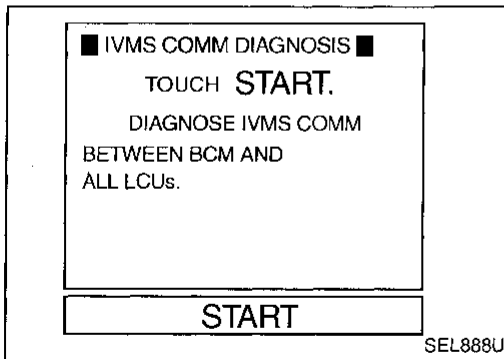 ■ IVMS COMM DIAGNOSIS ■
TOUCH START.
DIAGNOSE IVMS COMM
BETWEEN BCM AND
ALL LCUs.
START
SEL888U